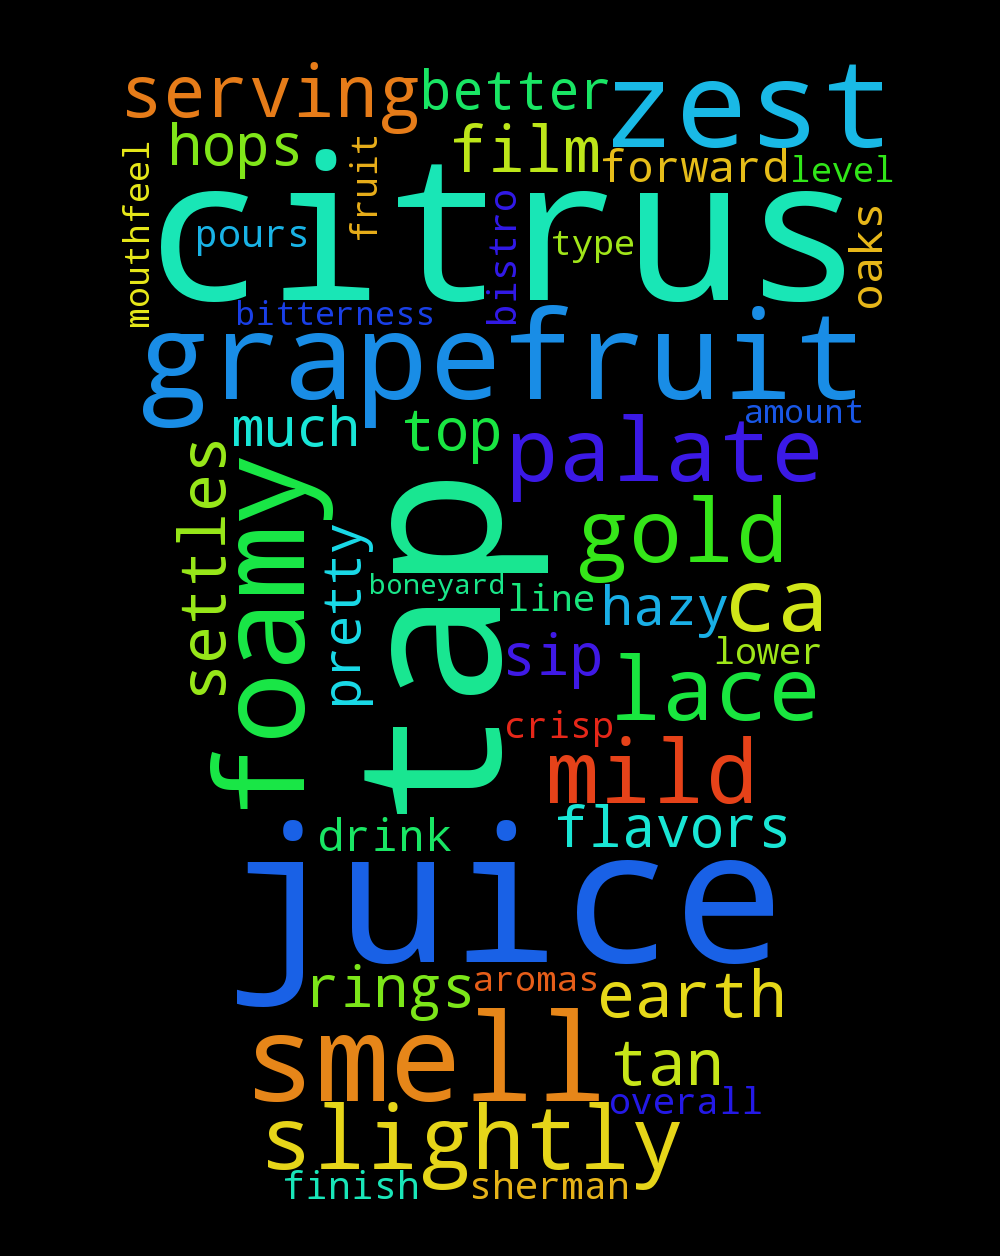 serving
better
zest
hops
film
forward
level
mouthfeel
fruit
citrus
pours
bistro
type
oaks
bitterness
grapefruit
amount
much
top
palate
settles
foamy
pretty
tap
gold
boneyard
line
hazy
ca
sip
lower
lace
crisp
mild
drink
flavors
juice
rings
aromas
earth
smell
tan
overall
slightly
finish
sherman